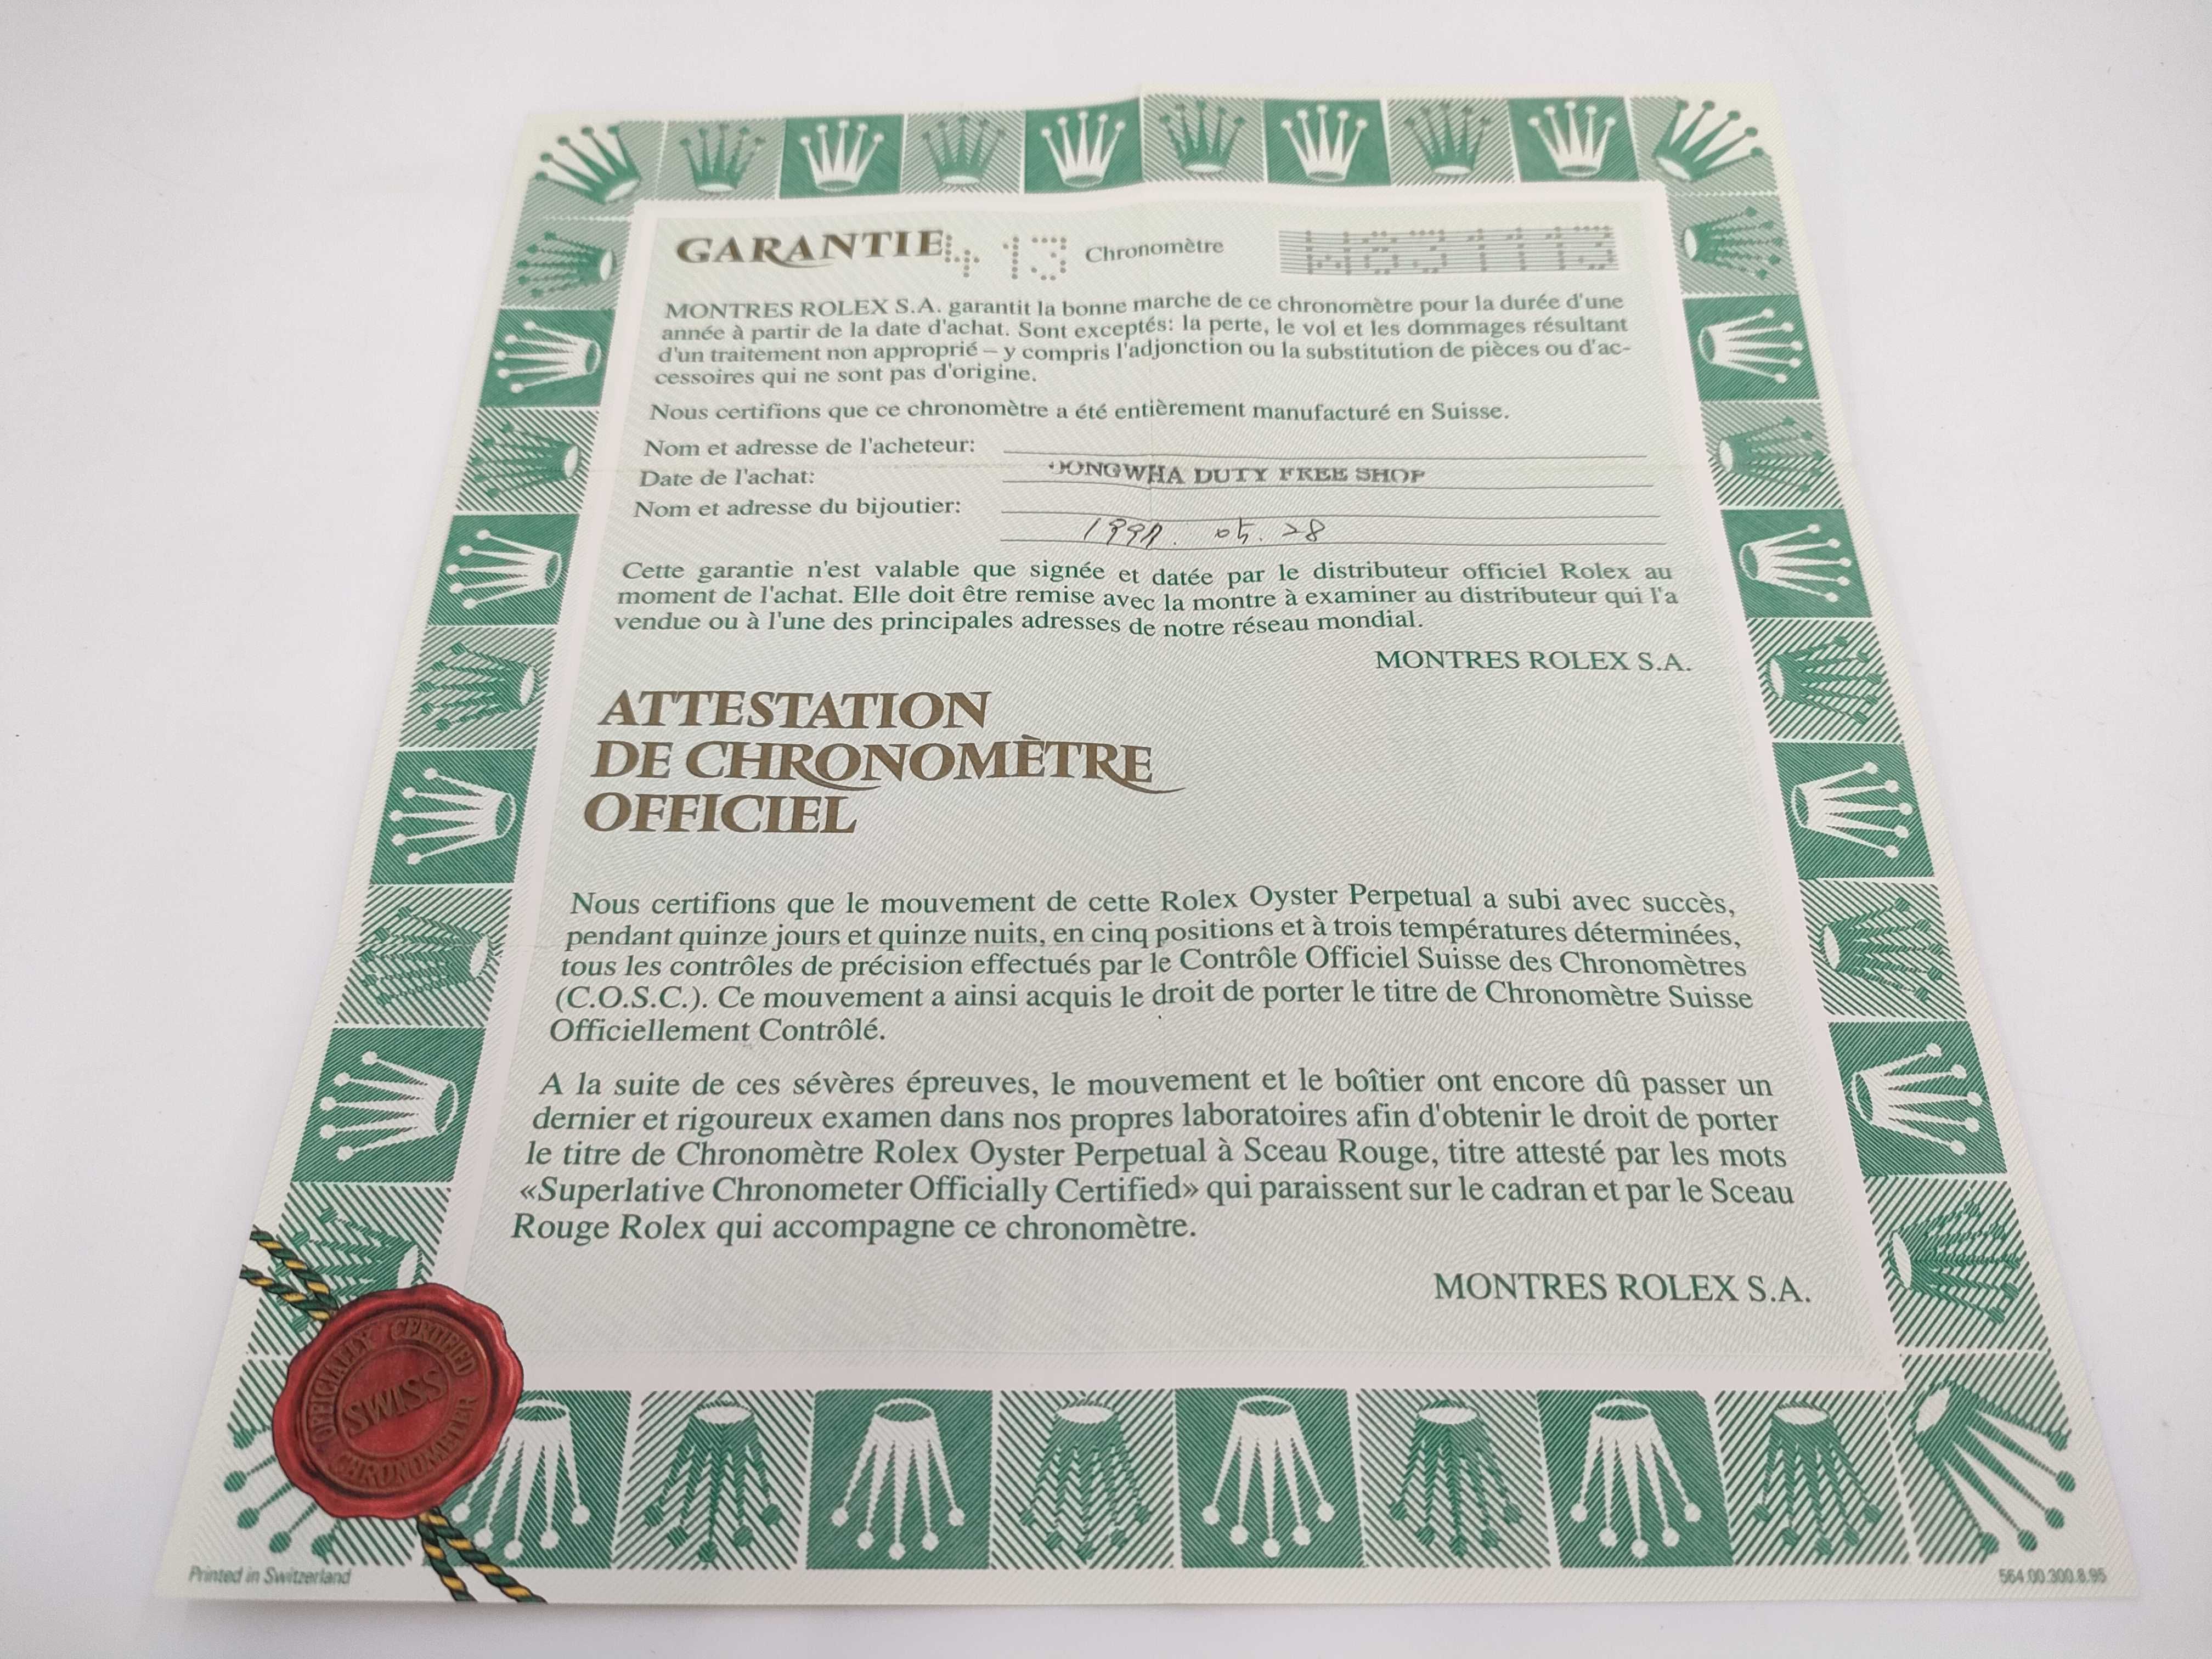 GARANTIE 413 Chronomètre W831113
MONTRES ROLEX S.A. garantit la bonne marche de ce chronomètre pour la durée d'une
année à partir de la date d'achat. Sont exceptés: la perte, le vol et les dommages résultant
d'un traitement non approprié – y compris l'adjonction ou la substitution de pièces ou d'ac-
cessoires qui ne sont pas d'origine.
Nous certifions que ce chronomètre a été entièrement manufacturé en Suisse.
Nom et adresse de l'acheteur:
Date de l'achat: DONGWHA DUTY FREE SHOP
Nom et adresse du bijoutier:
1997. 05. 28
Cette garantie n'est valable que signée et datée par le distributeur officiel Rolex au
moment de l'achat. Elle doit être remise avec la montre à examiner au distributeur qui l'a
vendue ou à l'une des principales adresses de notre réseau mondial.
MONTRES ROLEX S.A.
ATTESTATION
DE CHRONOMÈTRE
OFFICIEL
Nous certifions que le mouvement de cette Rolex Oyster Perpetual a subi avec succès,
pendant quinze jours et quinze nuits, en cinq positions et à trois températures déterminées,
tous les contrôles de précision effectués par le Contrôle Officiel Suisse des Chronomètres
(C.O.S.C.). Ce mouvement a ainsi acquis le droit de porter le titre de Chronomètre Suisse
Officiellement Contrôlé.
A la suite de ces sévères épreuves, le mouvement et le boîtier ont encore dû passer un
dernier et rigoureux examen dans nos propres laboratoires afin d'obtenir le droit de porter
le titre de Chronomètre Rolex Oyster Perpetual à Sceau Rouge, titre attesté par les mots
«Superlative Chronometer Officially Certified» qui paraissent sur le cadran et par le Sceau
Rouge Rolex qui accompagne ce chronomètre.
MONTRES ROLEX S.A.
OFFICIALLY CERTIFIED
SWISS
CHRONOMETER
Printed in Switzerland
564.00.300.8.95